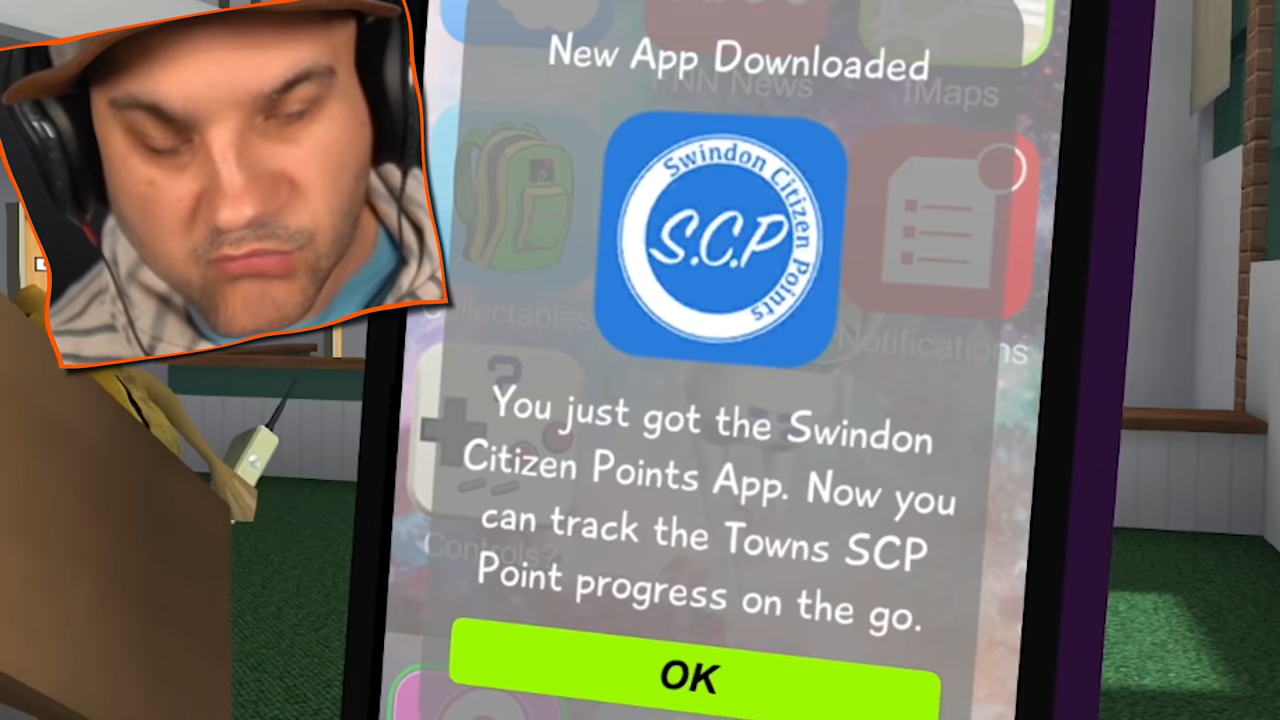 New App Downloaded
FNN News
fMaps
Swindon Citizen Points
S.C.P
Collectables
Notifications
You just got the Swindon
Citizen Points App. Now you
can track the Towns SCP
Point progress on the go.
Controls?
OK